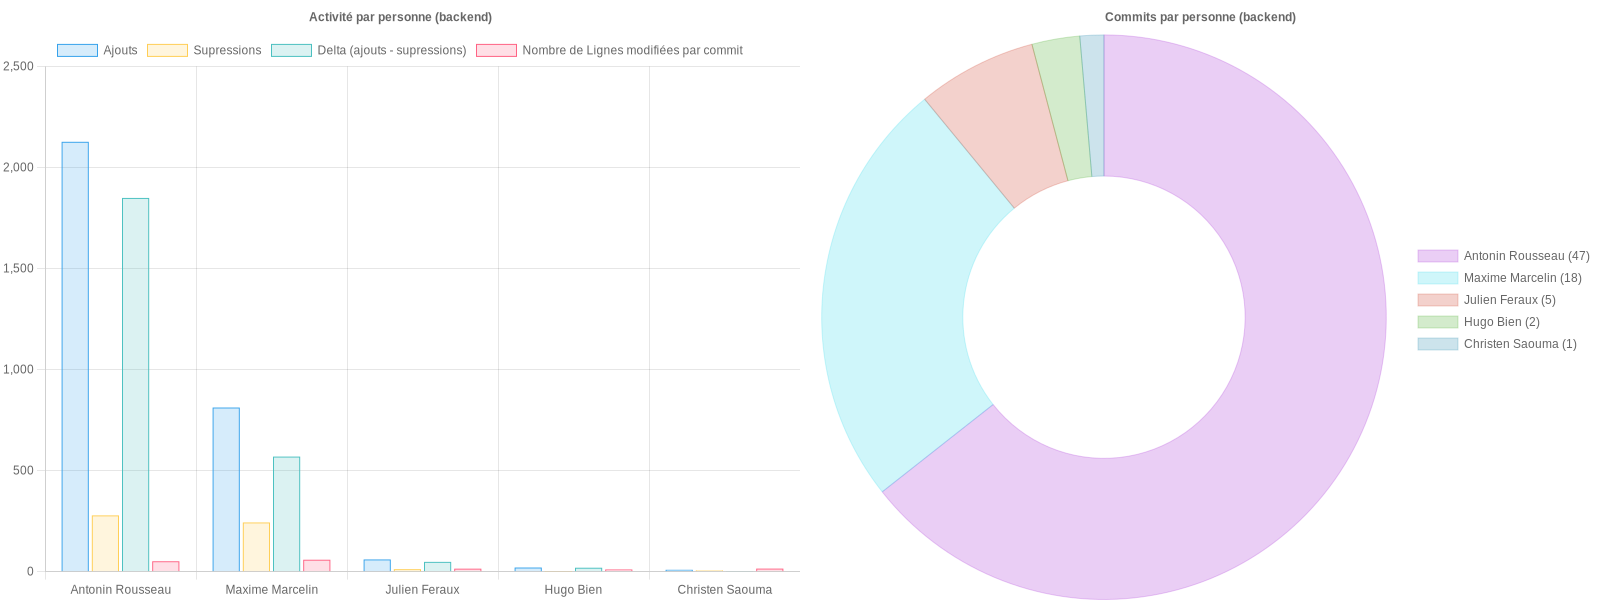 Activité par personne (backend)
Ajouts Supressions Delta (ajouts - supressions) Nombre de Lignes modifiées par commit
2,500
2,000
1,500
1,000
500
0
Antonin Rousseau Maxime Marcelin Julien Feraux Hugo Bien Christen Saouma
Commits par personne (backend)
Antonin Rousseau (47)
Maxime Marcelin (18)
Julien Feraux (5)
Hugo Bien (2)
Christen Saouma (1)